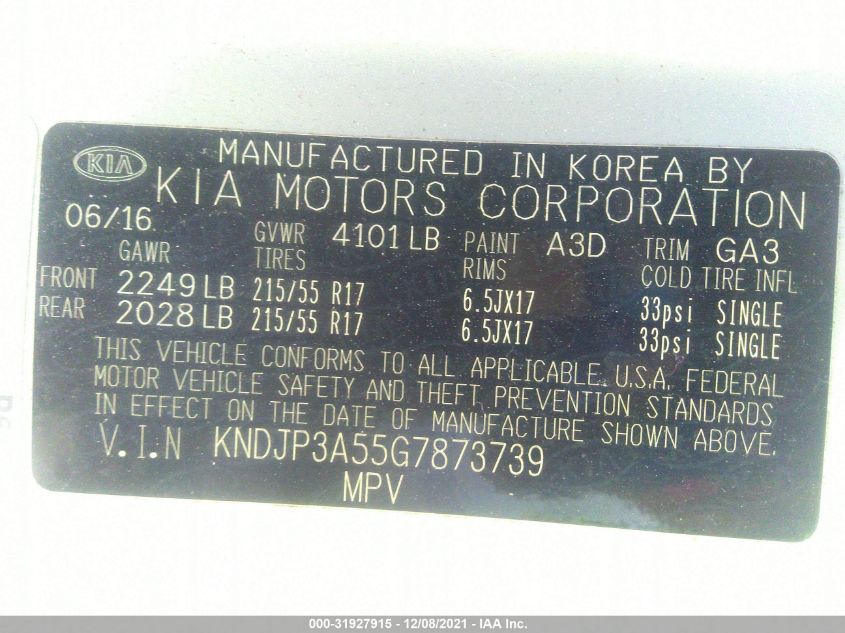 KIA MANUFACTURED IN KOREA BY
KIA MOTORS CORPORATION
06/16 GVWR 4101 LB PAINT A3D TRIM GA3
GAWR TIRES RIMS COLD TIRE INFL
FRONT 2249 LB 215/55 R17 6.5JX17 33psi SINGLE
REAR 2028 LB 215/55 R17 6.5JX17 33psi SINGLE
THIS VEHICLE CONFORMS TO ALL APPLICABLE U.S.A. FEDERAL
MOTOR VEHICLE SAFETY AND THEFT PREVENTION STANDARDS
IN EFFECT ON THE DATE OF MANUFACTURE SHOWN ABOVE.
V.I.N KNDJP3A55G7873739
MPV
000-31927915 - 12/08/2021 - IAA Inc.